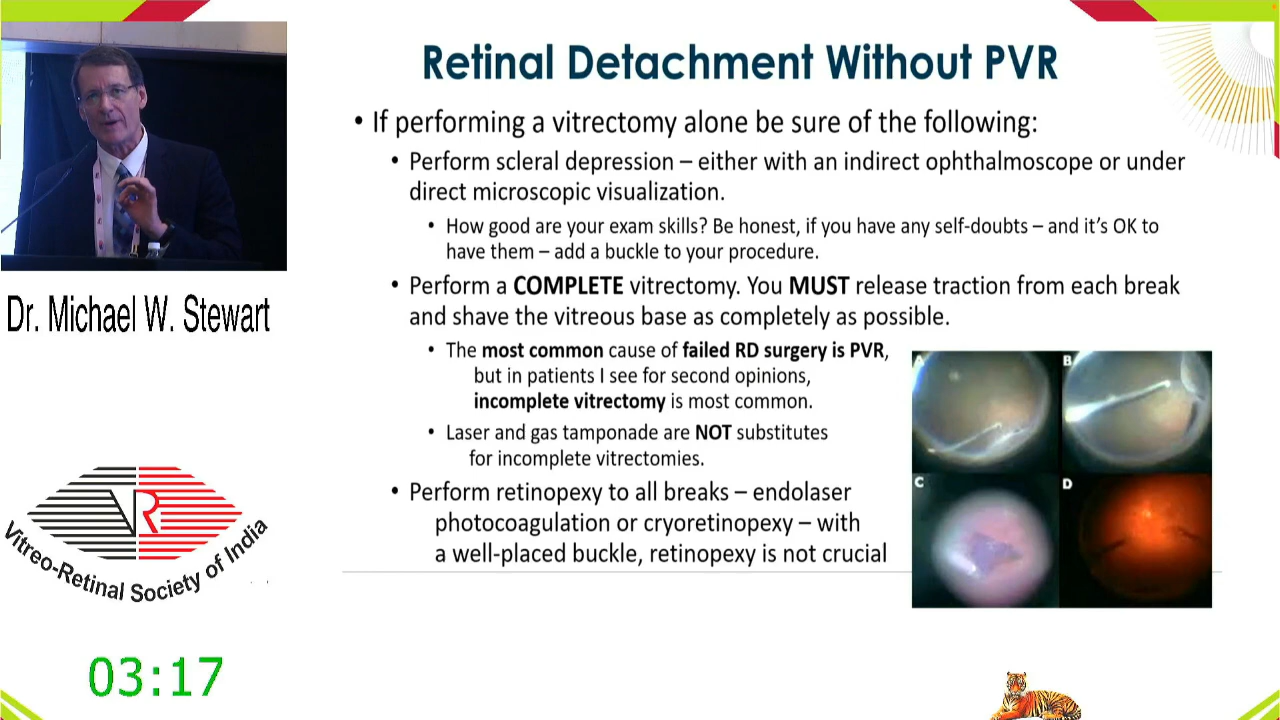 Retinal Detachment Without PVR
• If performing a vitrectomy alone be sure of the following:
• Perform scleral depression – either with an indirect ophthalmoscope or under
direct microscopic visualization.
• How good are your exam skills? Be honest, if you have any self-doubts – and it's OK to
have them – add a buckle to your procedure.
• Perform a COMPLETE vitrectomy. You MUST release traction from each break
and shave the vitreous base as completely as possible.
• The most common cause of failed RD surgery is PVR,
but in patients I see for second opinions,
incomplete vitrectomy is most common.
• Laser and gas tamponade are NOT substitutes
for incomplete vitrectomies.
• Perform retinopexy to all breaks – endolaser
photocoagulation or cryoretinopexy – with
a well-placed buckle, retinopexy is not crucial
A
B
C
D
Dr. Michael W. Stewart
VR
Vitreo-Retinal Society of India
03:17